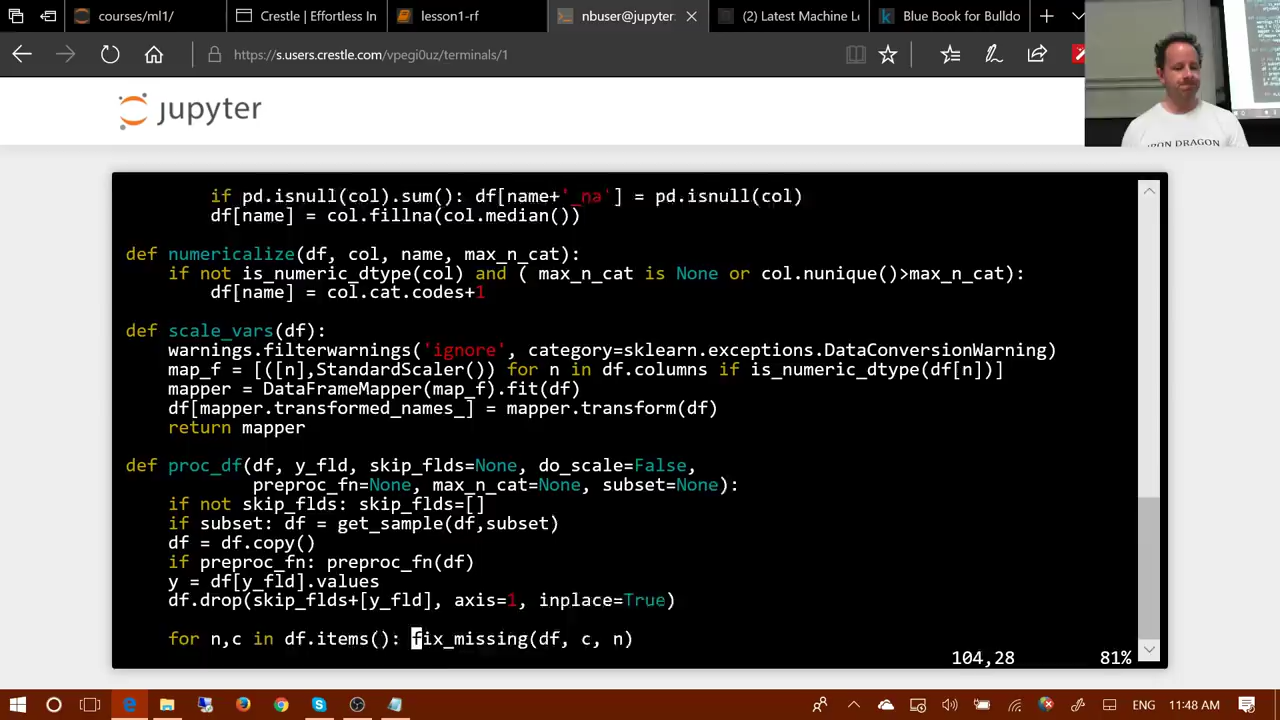 courses/ml1/
Crestle | Effortless In
lesson1-rf
nbuser@jupyter:
(2) Latest Machine Le
Blue Book for Bulldo
https://s.users.crestle.com/vpegi0uz/terminals/1
jupyter
IRON DRAGON
if pd.isnull(col).sum(): df[name+'_na'] = pd.isnull(col)
df[name] = col.fillna(col.median())
def numericalize(df, col, name, max_n_cat):
if not is_numeric_dtype(col) and ( max_n_cat is None or col.nunique()>max_n_cat):
df[name] = col.cat.codes+1
def scale_vars(df):
warnings.filterwarnings('ignore', category=sklearn.exceptions.DataConversionWarning)
map_f = [([n],StandardScaler()) for n in df.columns if is_numeric_dtype(df[n])]
mapper = DataFrameMapper(map_f).fit(df)
df[mapper.transformed_names_] = mapper.transform(df)
return mapper
def proc_df(df, y_fld, skip_flds=None, do_scale=False,
preproc_fn=None, max_n_cat=None, subset=None):
if not skip_flds: skip_flds=[]
if subset: df = get_sample(df,subset)
df = df.copy()
if preproc_fn: preproc_fn(df)
y = df[y_fld].values
df.drop(skip_flds+[y_fld], axis=1, inplace=True)
for n,c in df.items(): fix_missing(df, c, n)
104,28 81%
ENG 11:48 AM